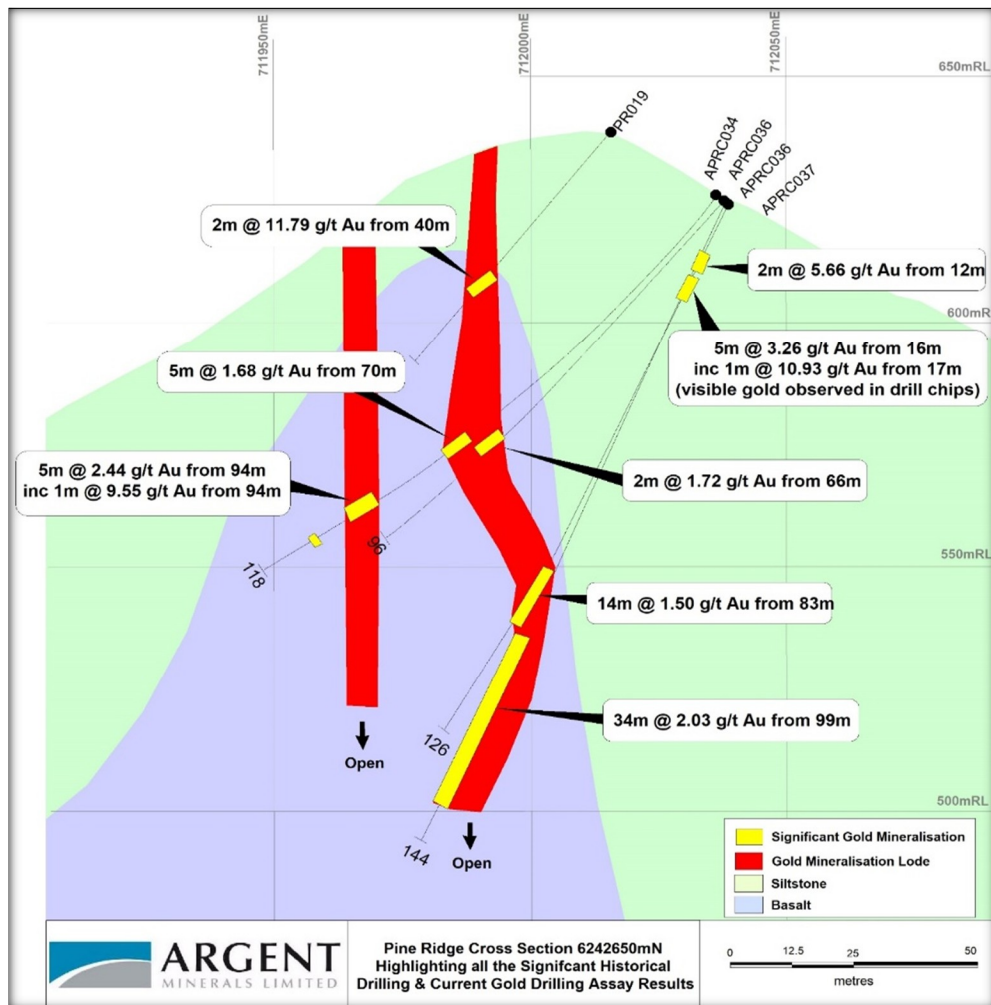 711950mE
712000mE
712050mE
650mRL
PR019
APRC034
APRC036
APRC036
APRC037
2m @ 11.79 g/t Au from 40m
2m @ 5.66 g/t Au from 12m
600mR
5m @ 3.26 g/t Au from 16m
inc 1m @ 10.93 g/t Au from 17m
(visible gold observed in drill chips)
5m @ 1.68 g/t Au from 70m
5m @ 2.44 g/t Au from 94m
inc 1m @ 9.55 g/t Au from 94m
2m @ 1.72 g/t Au from 66m
96
118
550mRL
14m @ 1.50 g/t Au from 83m
34m @ 2.03 g/t Au from 99m
126
Open
500mRL
144
Open
Significant Gold Mineralisation
Gold Mineralisation Lode
Siltstone
Basalt
ARGENT
MINERALS LIMITED
Pine Ridge Cross Section 6242650mN
Highlighting all the Signifcant Historical
Drilling & Current Gold Drilling Assay Results
0 12.5 25 50
metres